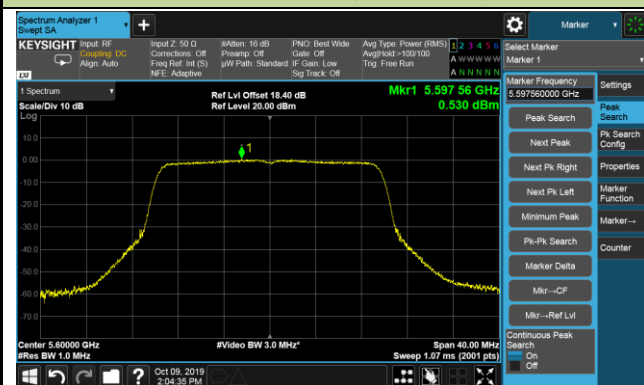 Spectrum Analyzer 1
Swept SA
+
Marker
KEYSIGHT
Input: RF
Coupling: DC
Align: Auto
Input Z: 50 Ω
Corrections: Off
Freq Ref: Int (S)
NFE: Adaptive
#Atten: 16 dB
Preamp: Off
µW Path: Standard
PNO: Best Wide
Gate: Off
IF Gain: Low
Sig Track: Off
Avg Type: Power (RMS)
Avg|Hold:>100/100
Trig: Free Run
1 2 3 4 5 6
A W W W W W
A N N N N N
LXI
Select Marker
Marker 1
1 Spectrum
Scale/Div 10 dB
Log
Ref Lvl Offset 18.40 dB
Ref Level 20.00 dBm
Mkr1 5.597 56 GHz
0.530 dBm
10.0
0.00
-10.0
-20.0
-30.0
-40.0
-50.0
-60.0
-70.0
1
Center 5.60000 GHz
#Res BW 1.0 MHz
#Video BW 3.0 MHz*
Span 40.00 MHz
Sweep 1.07 ms (2001 pts)
Marker Frequency
5.597560000 GHz
Peak Search
Next Peak
Next Pk Right
Next Pk Left
Minimum Peak
Pk-Pk Search
Marker Delta
Mkr→CF
Mkr→Ref Lvl
Continuous Peak
Search
On
Off
Settings
Peak
Search
Pk Search
Config
Properties
Marker
Function
Marker→
Counter
?
Oct 09, 2019
2:04:35 PM